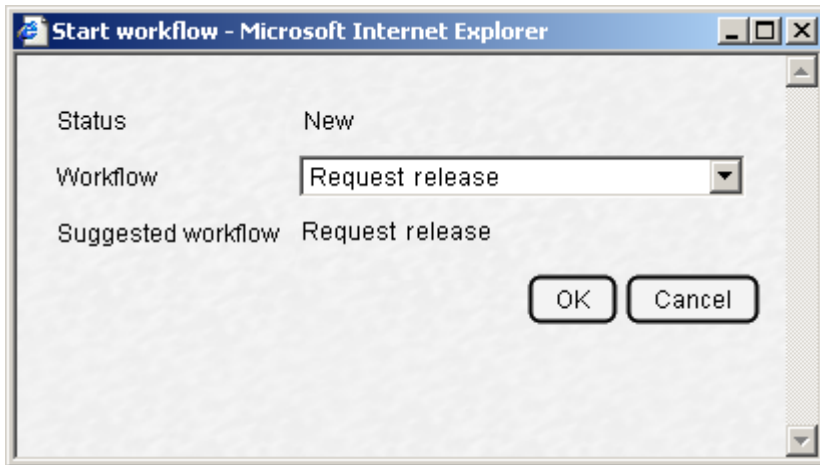 Start workflow - Microsoft Internet Explorer
Status New
Workflow Request release
Suggested workflow Request release
OK Cancel